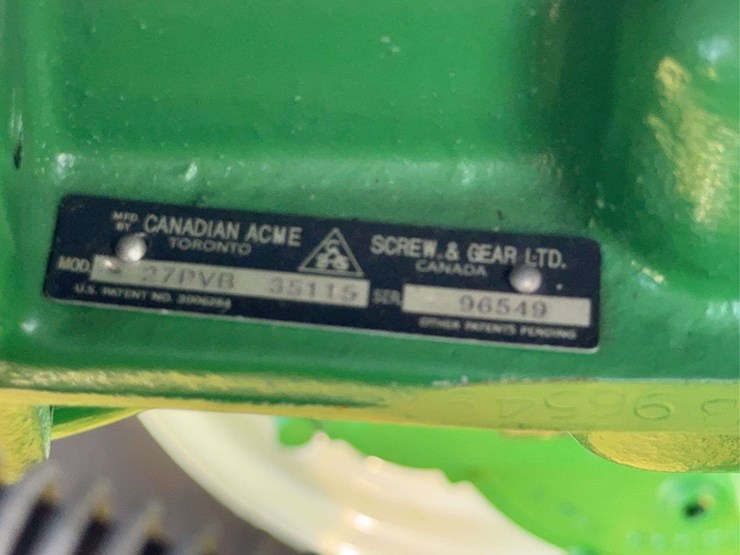 MFD. BY CANADIAN ACME SCREW & GEAR LTD.
TORONTO CANADA
MOD. 27PVB 35115 SER. 96549
U.S. PATENT NO. OTHER PATENTS PENDING